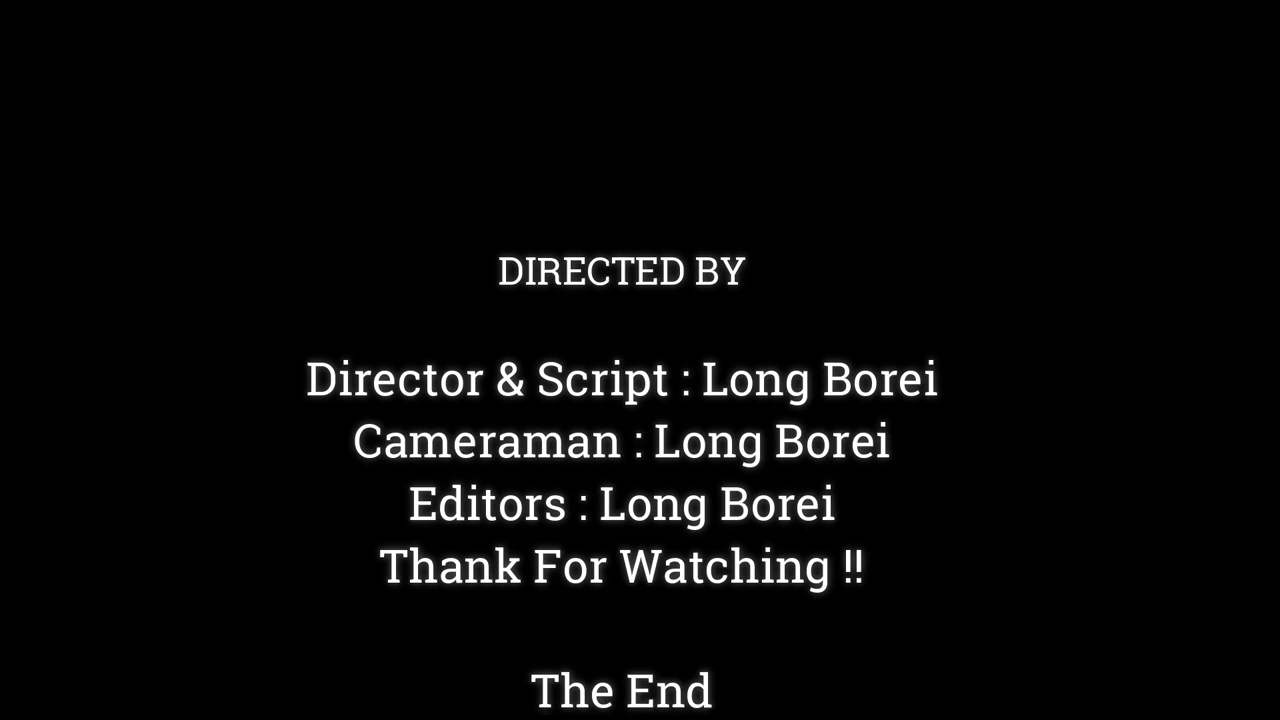 DIRECTED BY
Director & Script : Long Borei
Cameraman : Long Borei
Editors : Long Borei
Thank For Watching !!
The End